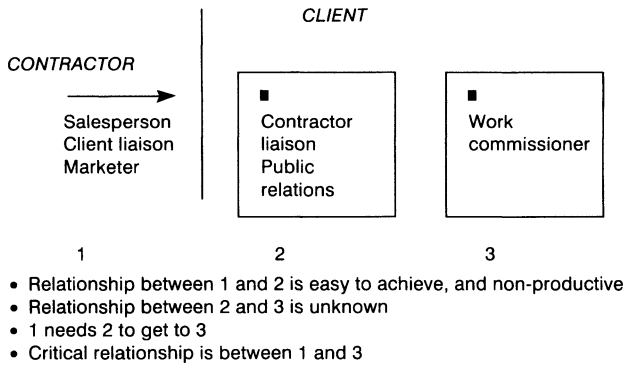 CLIENT
CONTRACTOR
Salesperson
Client liaison
Marketer
Contractor
liaison
Public
relations
Work
commissioner
1
2
3
• Relationship between 1 and 2 is easy to achieve, and non-productive
• Relationship between 2 and 3 is unknown
• 1 needs 2 to get to 3
• Critical relationship is between 1 and 3